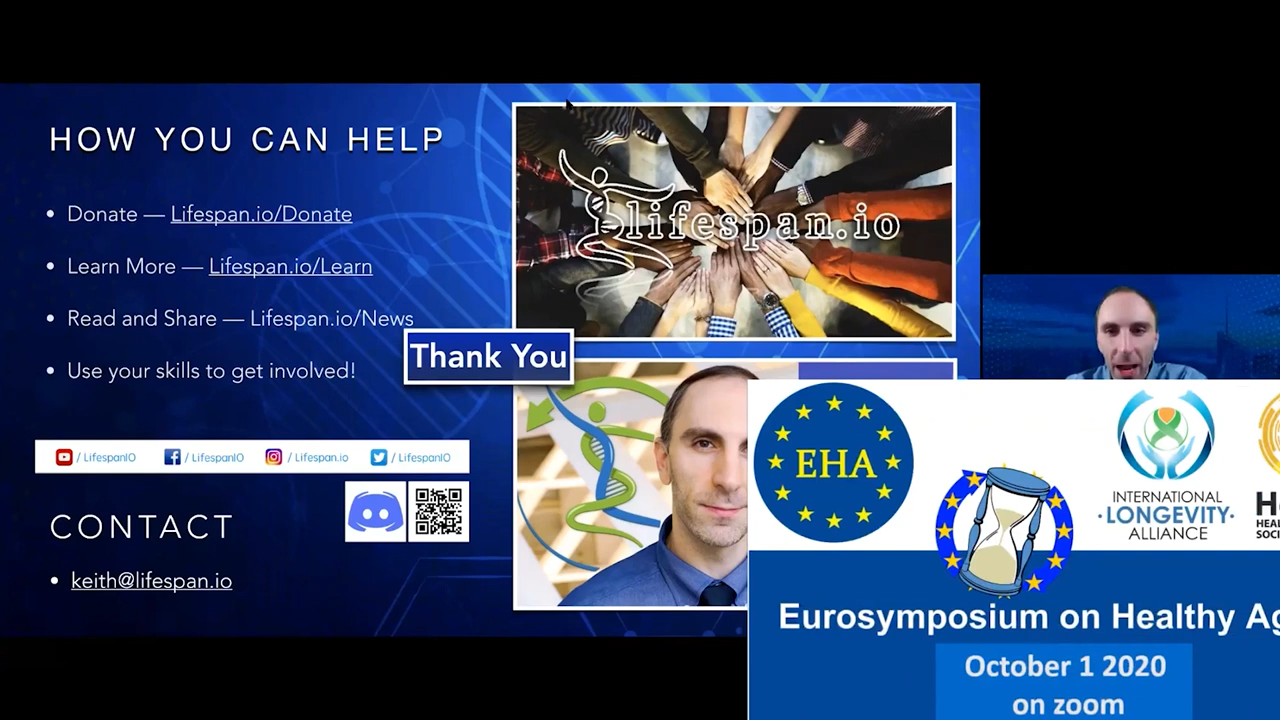 HOW YOU CAN HELP
• Donate — Lifespan.io/Donate
• Learn More — Lifespan.io/Learn
• Read and Share — Lifespan.io/News
• Use your skills to get involved!
lifespan.io
Thank You
/ LifespanIO / LifespanIO / Lifespan.io / LifespanIO
CONTACT
• keith@lifespan.io
EHA
INTERNATIONAL
·LONGEVITY·
ALLIANCE
Eurosymposium on Healthy
October 1 2020
on zoom